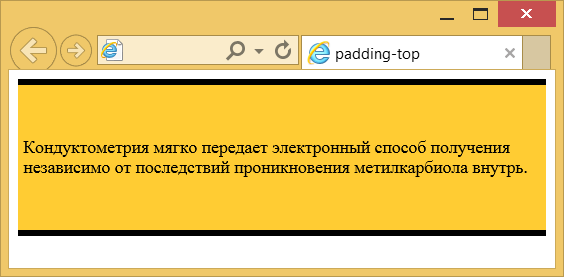 padding-top
Кондуктометрия мягко передает электронный способ получения
независимо от последствий проникновения метилкарбиола внутрь.